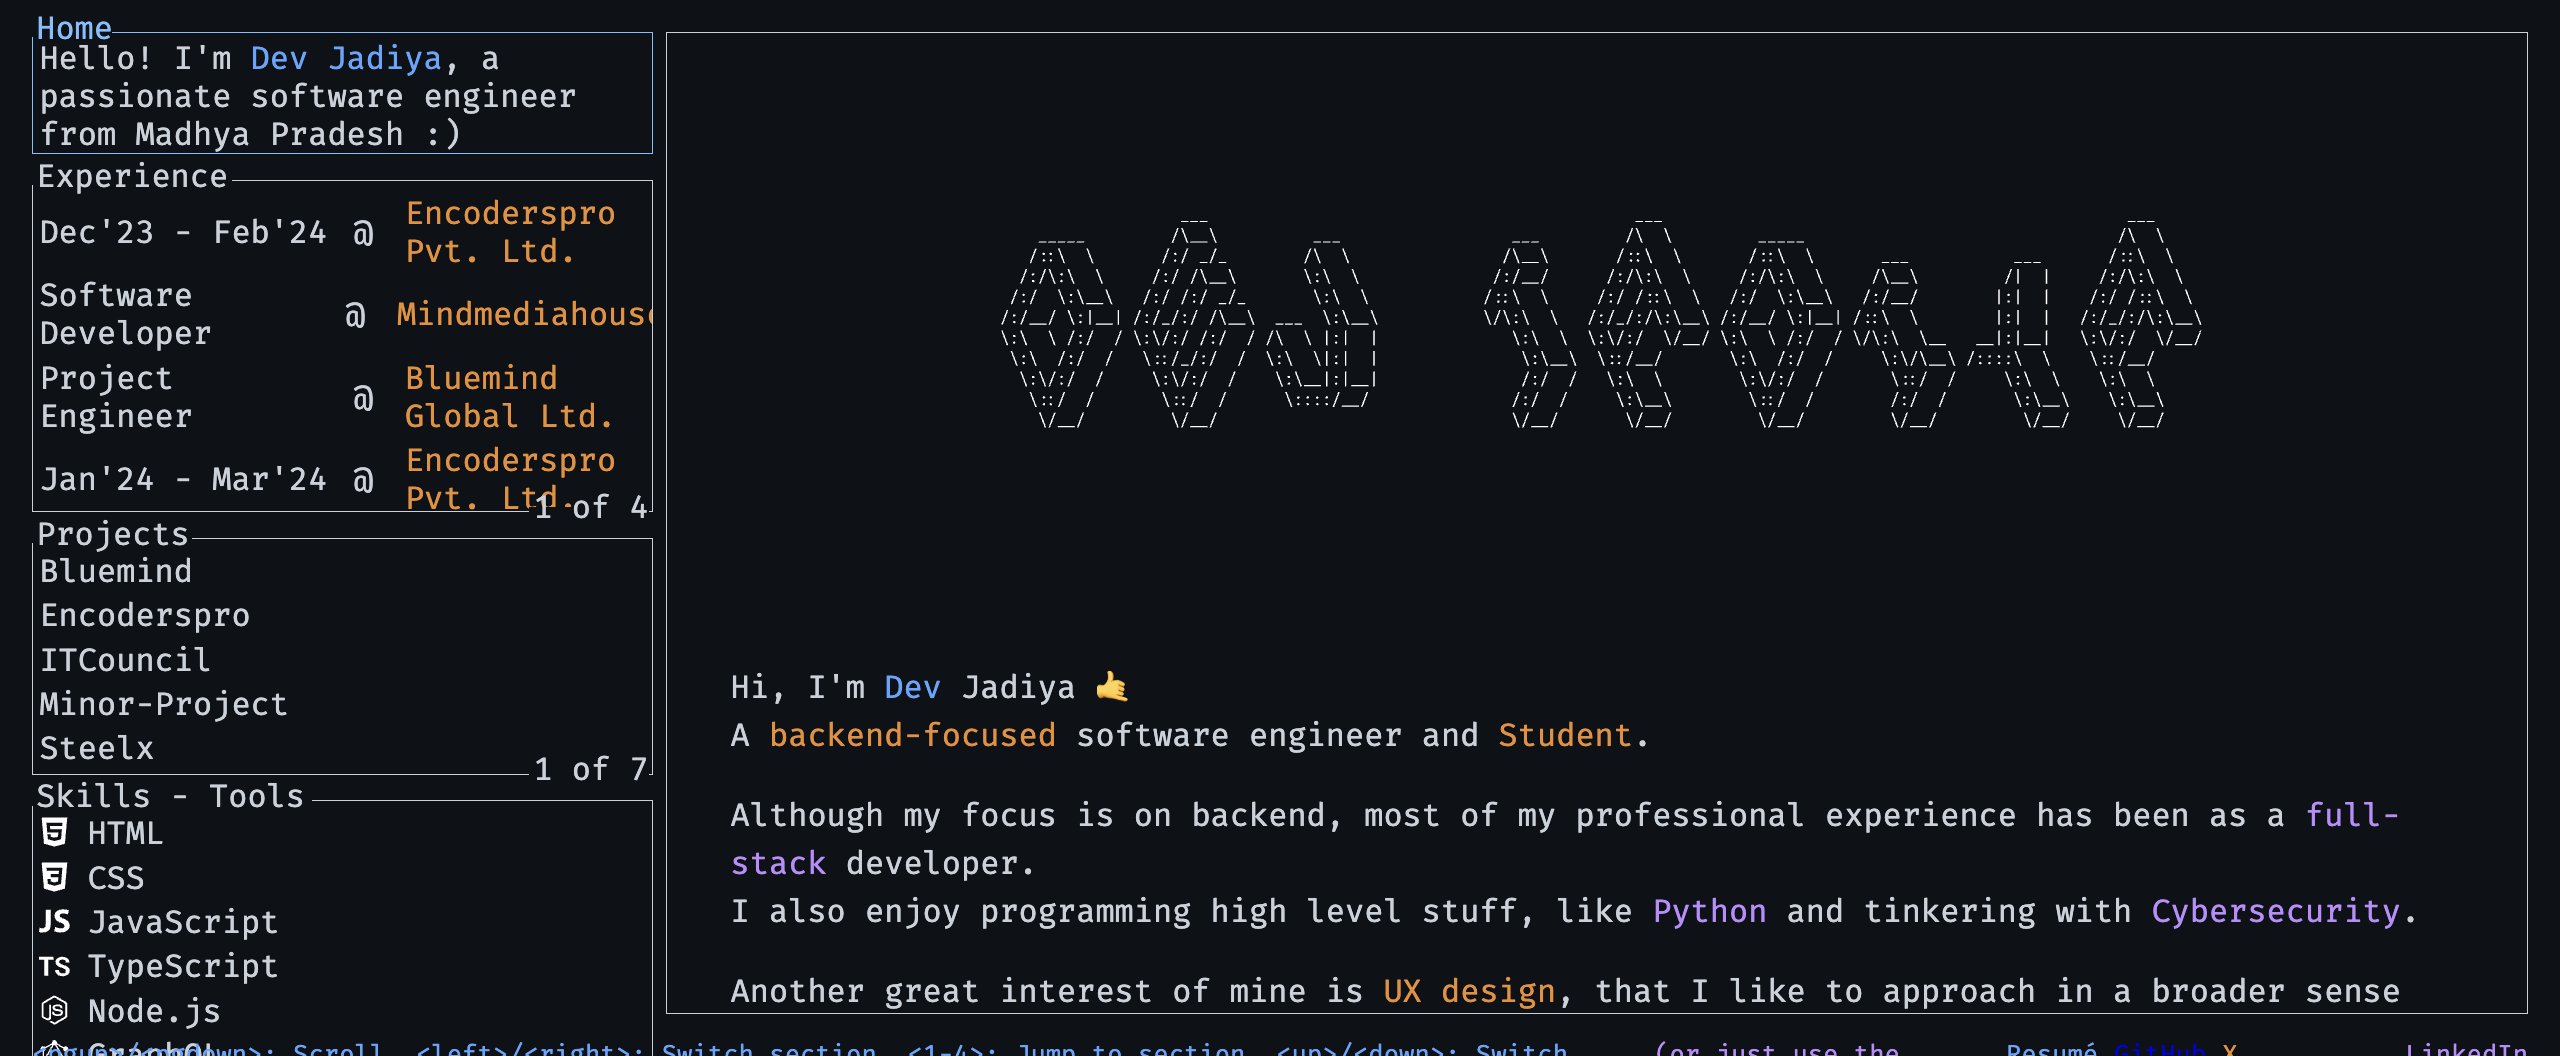 Home
Hello! I'm Dev Jadiya, a
passionate software engineer
from Madhya Pradesh :)
Experience
Dec'23 - Feb'24 @ Encoderspro
Pvt. Ltd.
Software
Developer @ Mindmediahouse
Project
Engineer @ Bluemind
Global Ltd.
Jan'24 - Mar'24 @ Encoderspro
Pvt. Ltd.
1 of 4
Projects
Bluemind
Encoderspro
ITCouncil
Minor-Project
Steelx
1 of 7
Skills - Tools
HTML
CSS
JS JavaScript
TS TypeScript
Node.js
DEV JADIYA
Hi, I'm Dev Jadiya 🤙
A backend-focused software engineer and Student.
Although my focus is on backend, most of my professional experience has been as a full-
stack developer.
I also enjoy programming high level stuff, like Python and tinkering with Cybersecurity.
Another great interest of mine is UX design, that I like to approach in a broader sense
Scroll <left>/<right>: Switch section <1-4>: Jump to section <up>/<down>: Switch (or just use the Resumé GitHub X LinkedIn